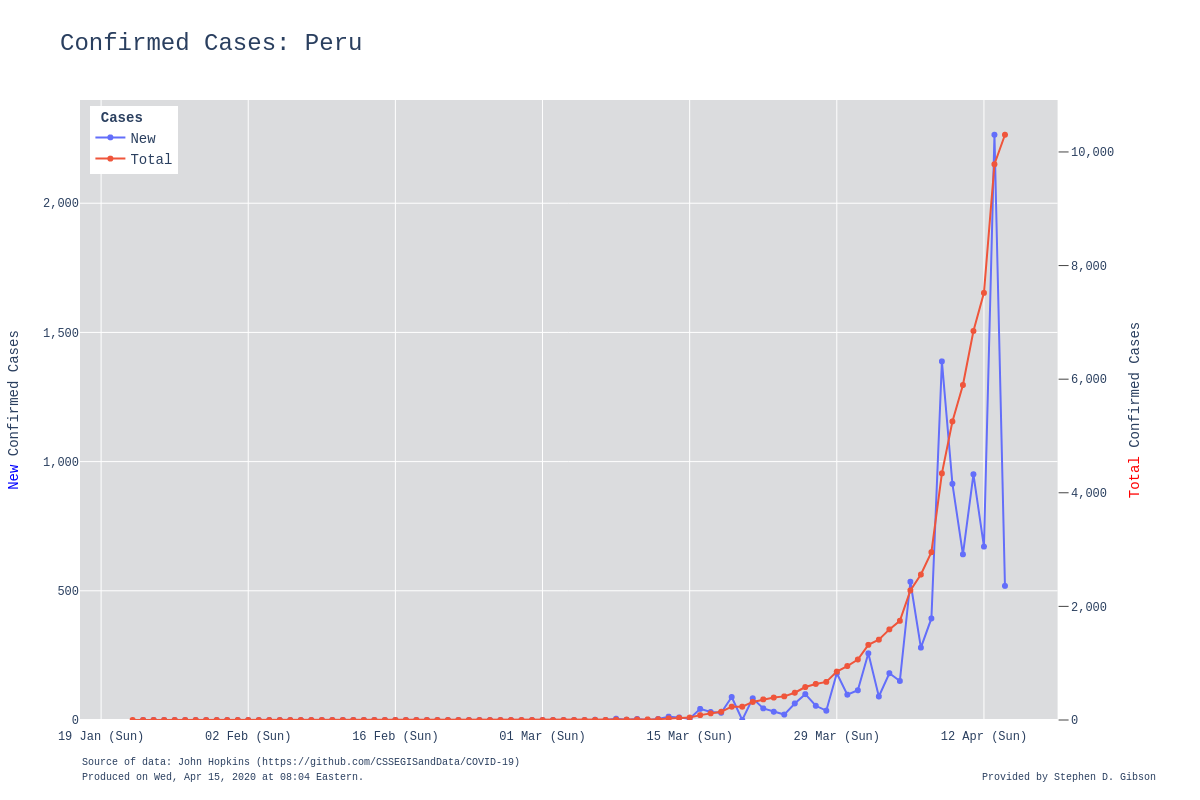 Confirmed Cases: Peru
Cases
New
Total
2,000
1,500
1,000
500
0
New Confirmed Cases
10,000
8,000
6,000
4,000
2,000
0
Total Confirmed Cases
19 Jan (Sun)
02 Feb (Sun)
16 Feb (Sun)
01 Mar (Sun)
15 Mar (Sun)
29 Mar (Sun)
12 Apr (Sun)
Source of data: John Hopkins (https://github.com/CSSEGISandData/COVID-19)
Produced on Wed, Apr 15, 2020 at 08:04 Eastern.
Provided by Stephen D. Gibson